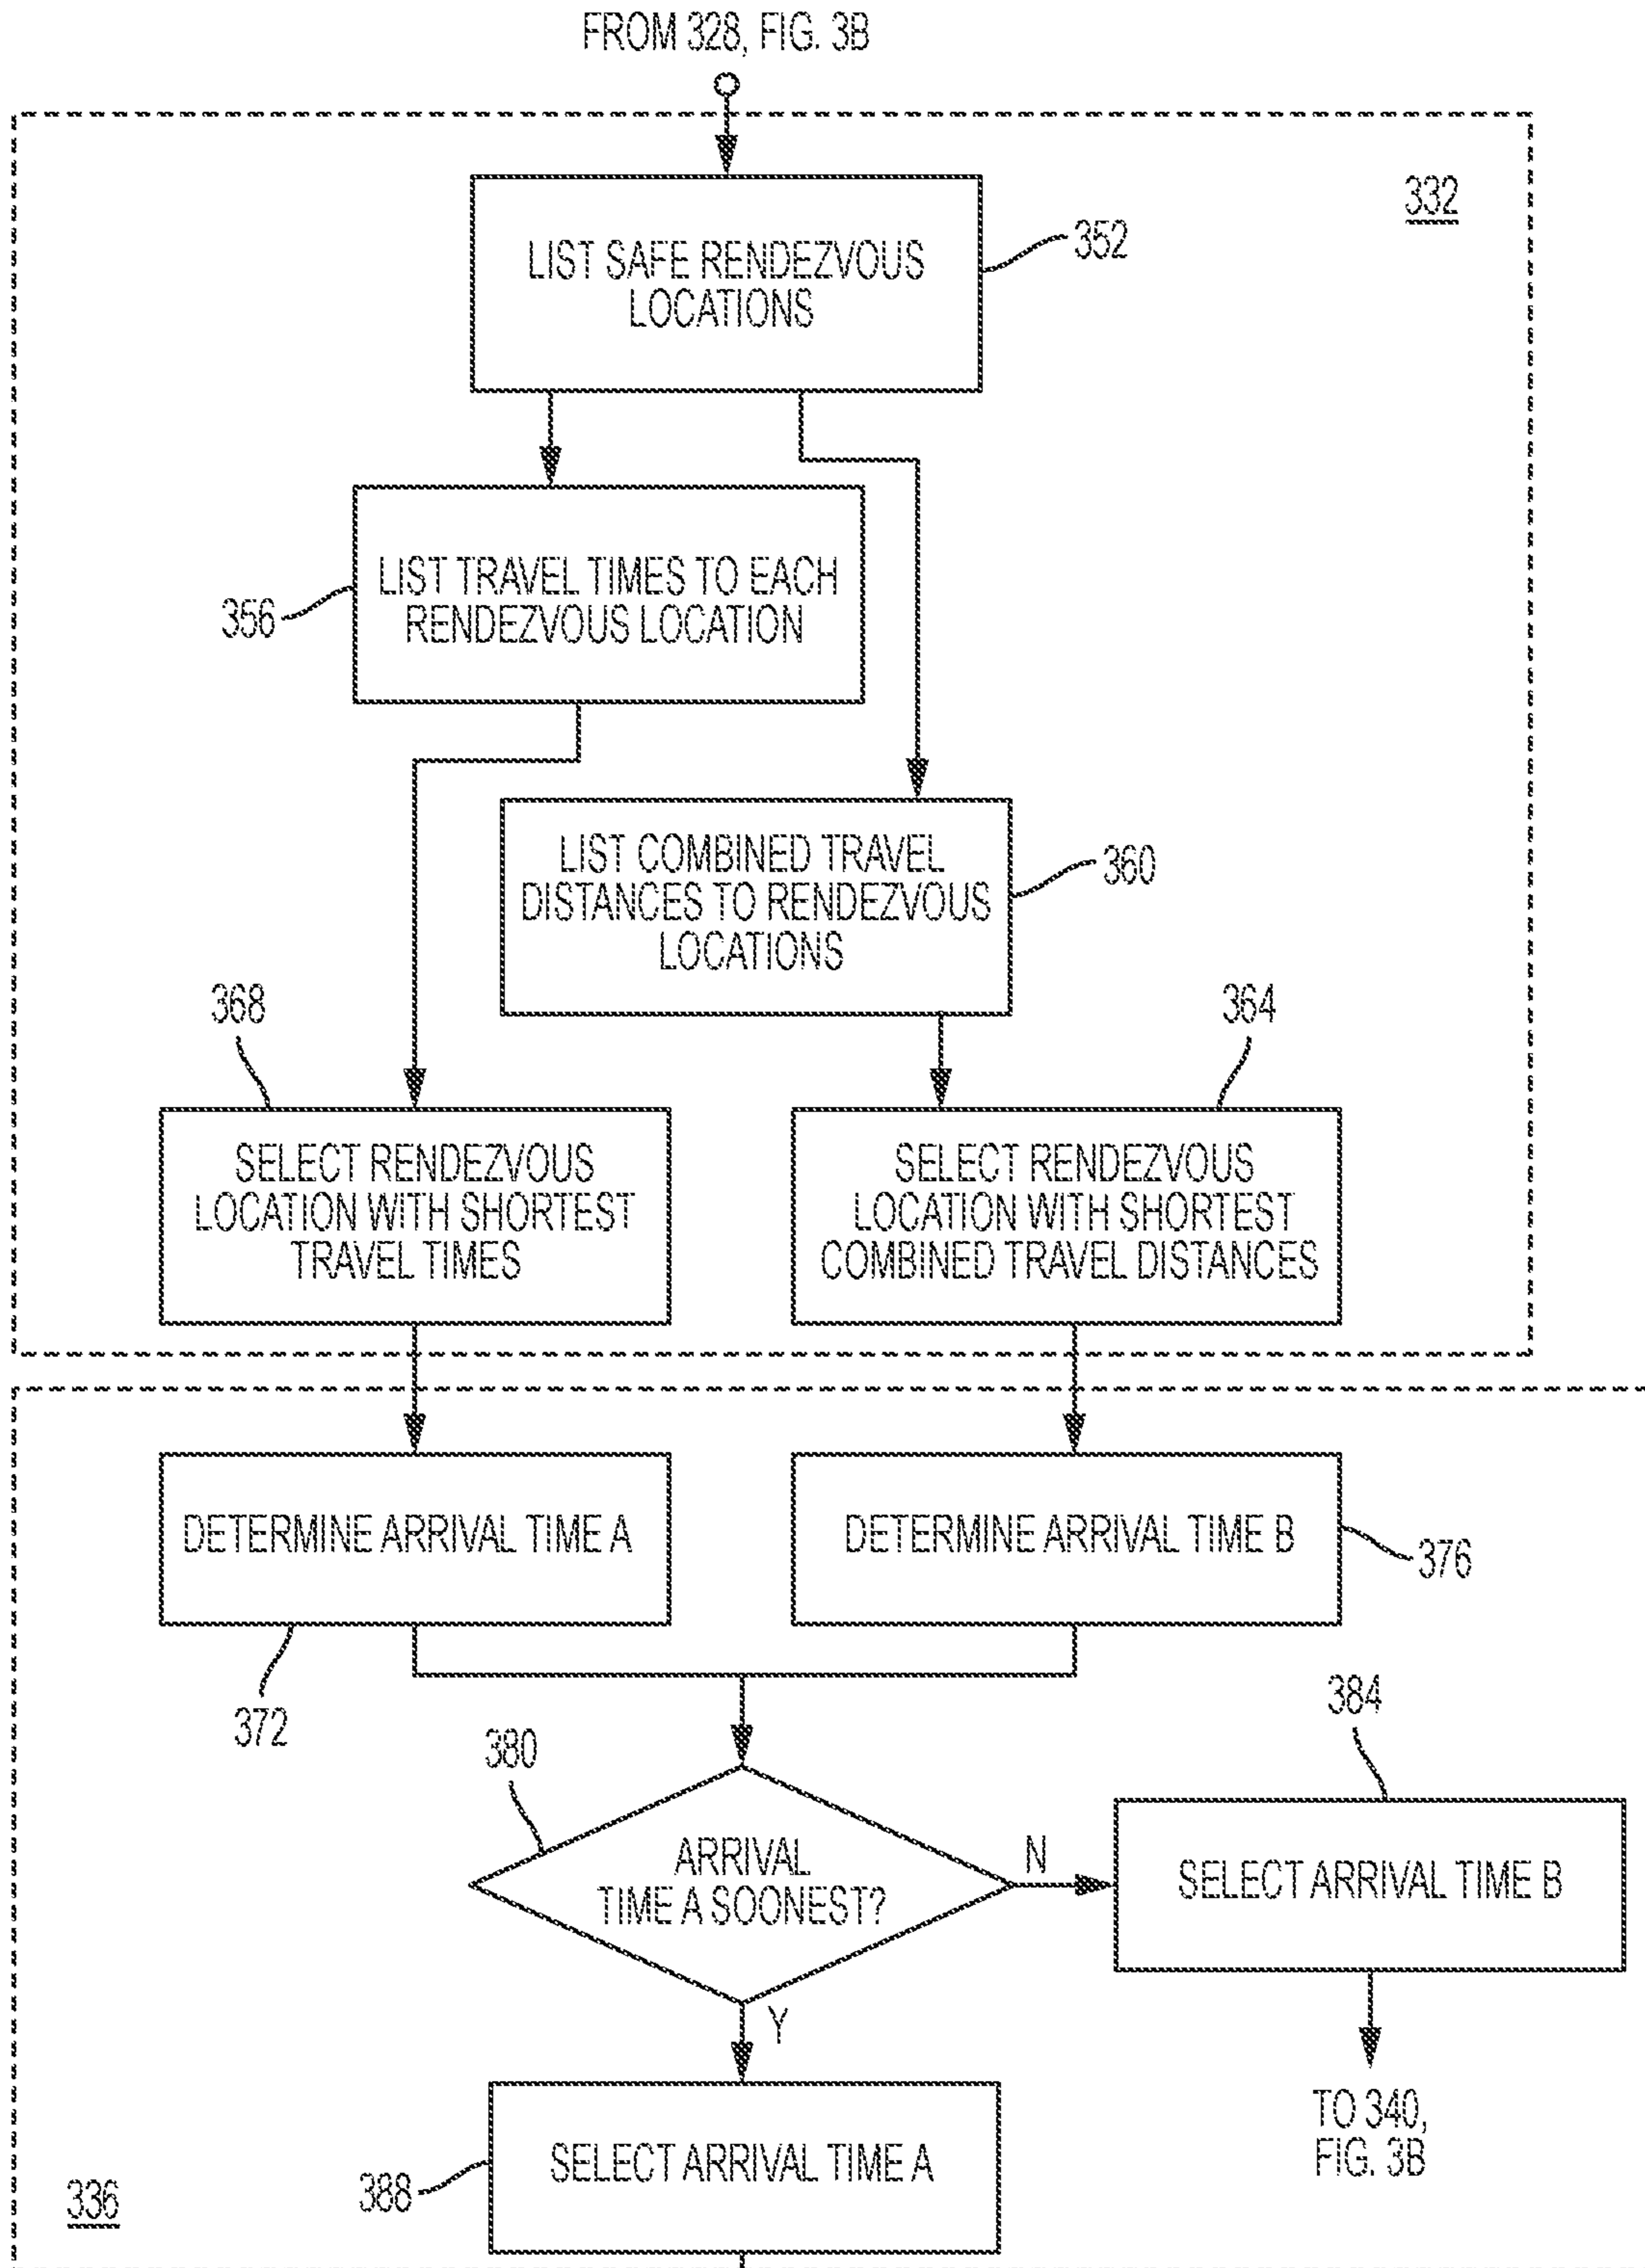 FROM 328, FIG. 3B
332
LIST SAFE RENDEZVOUS
LOCATIONS
352
LIST TRAVEL TIMES TO EACH
RENDEZVOUS LOCATION
356
LIST COMBINED TRAVEL
DISTANCES TO RENDEZVOUS
LOCATIONS
360
368
364
SELECT RENDEZVOUS
LOCATION WITH SHORTEST
TRAVEL TIMES
SELECT RENDEZVOUS
LOCATION WITH SHORTEST
COMBINED TRAVEL DISTANCES
DETERMINE ARRIVAL TIME A
DETERMINE ARRIVAL TIME B
376
372
380
384
ARRIVAL
TIME A SOONEST?
N
SELECT ARRIVAL TIME B
Y
TO 340,
FIG. 3B
SELECT ARRIVAL TIME A
388
336